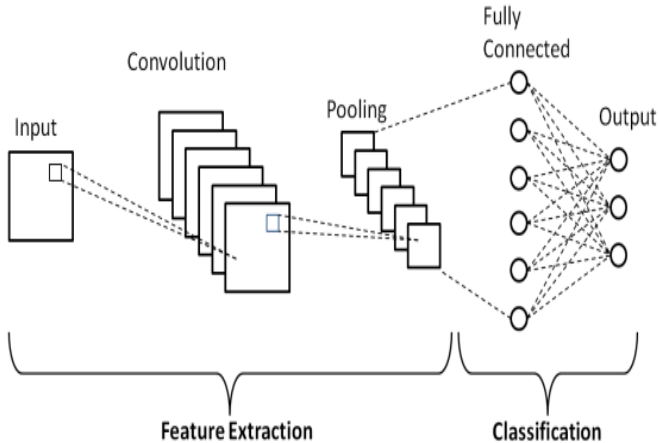 Fully
Connected
Convolution
Pooling
Output
Input
Feature Extraction
Classification